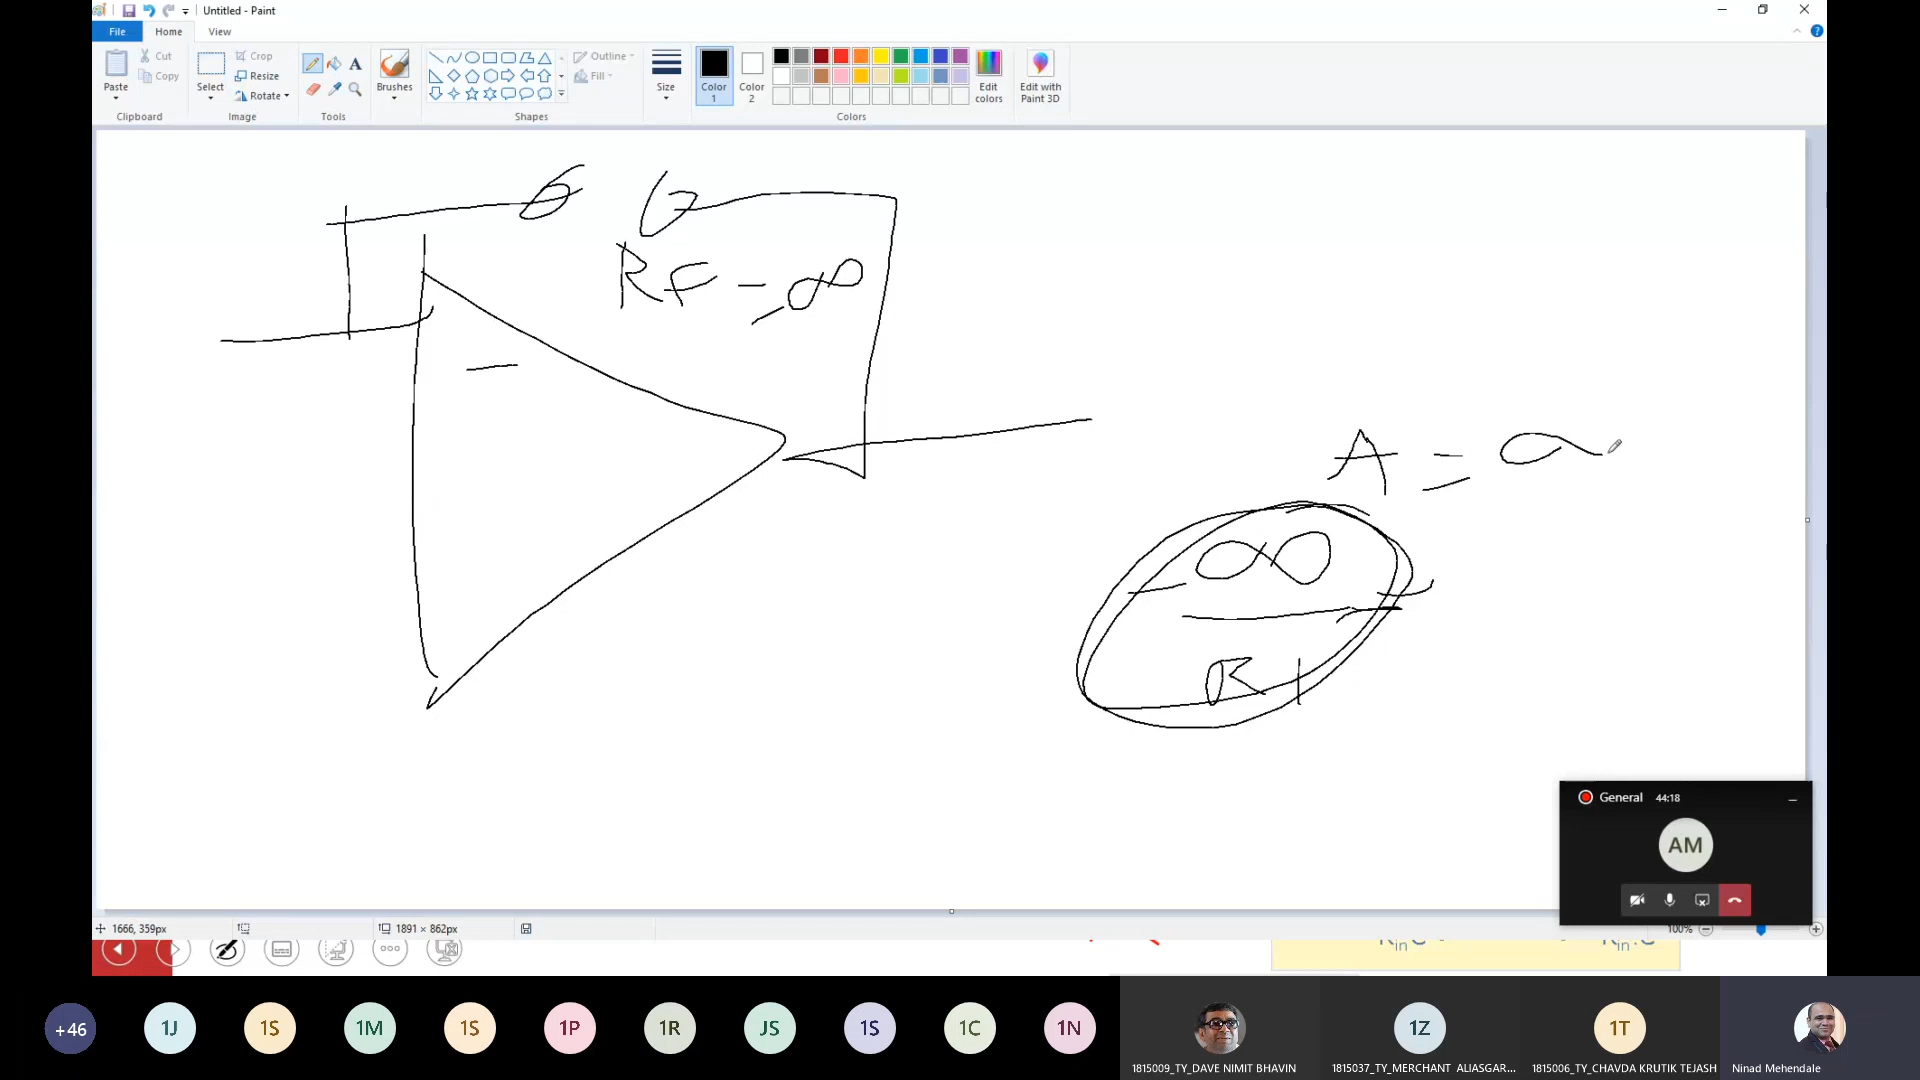 Untitled - Paint
File Home View
Paste
Cut
Copy
Clipboard
Select
Crop
Resize
Rotate
Image
Tools
Brushes
Outline
Fill
Shapes
Size
Color 1
Color 2
Edit colors
Edit with Paint 3D
Colors
RF = ∞
A =
-∞
R1
General 44:18
AM
1666, 359px
1891 × 862px
100%
+46
1J
1S
1M
1S
1P
1R
JS
1S
1C
1N
1Z
1T
1815009_TY_DAVE NIMIT BHAVIN
1815037_TY_MERCHANT ALIASGAR...
1815006_TY_CHAVDA KRUTIK TEJASH
Ninad Mehendale